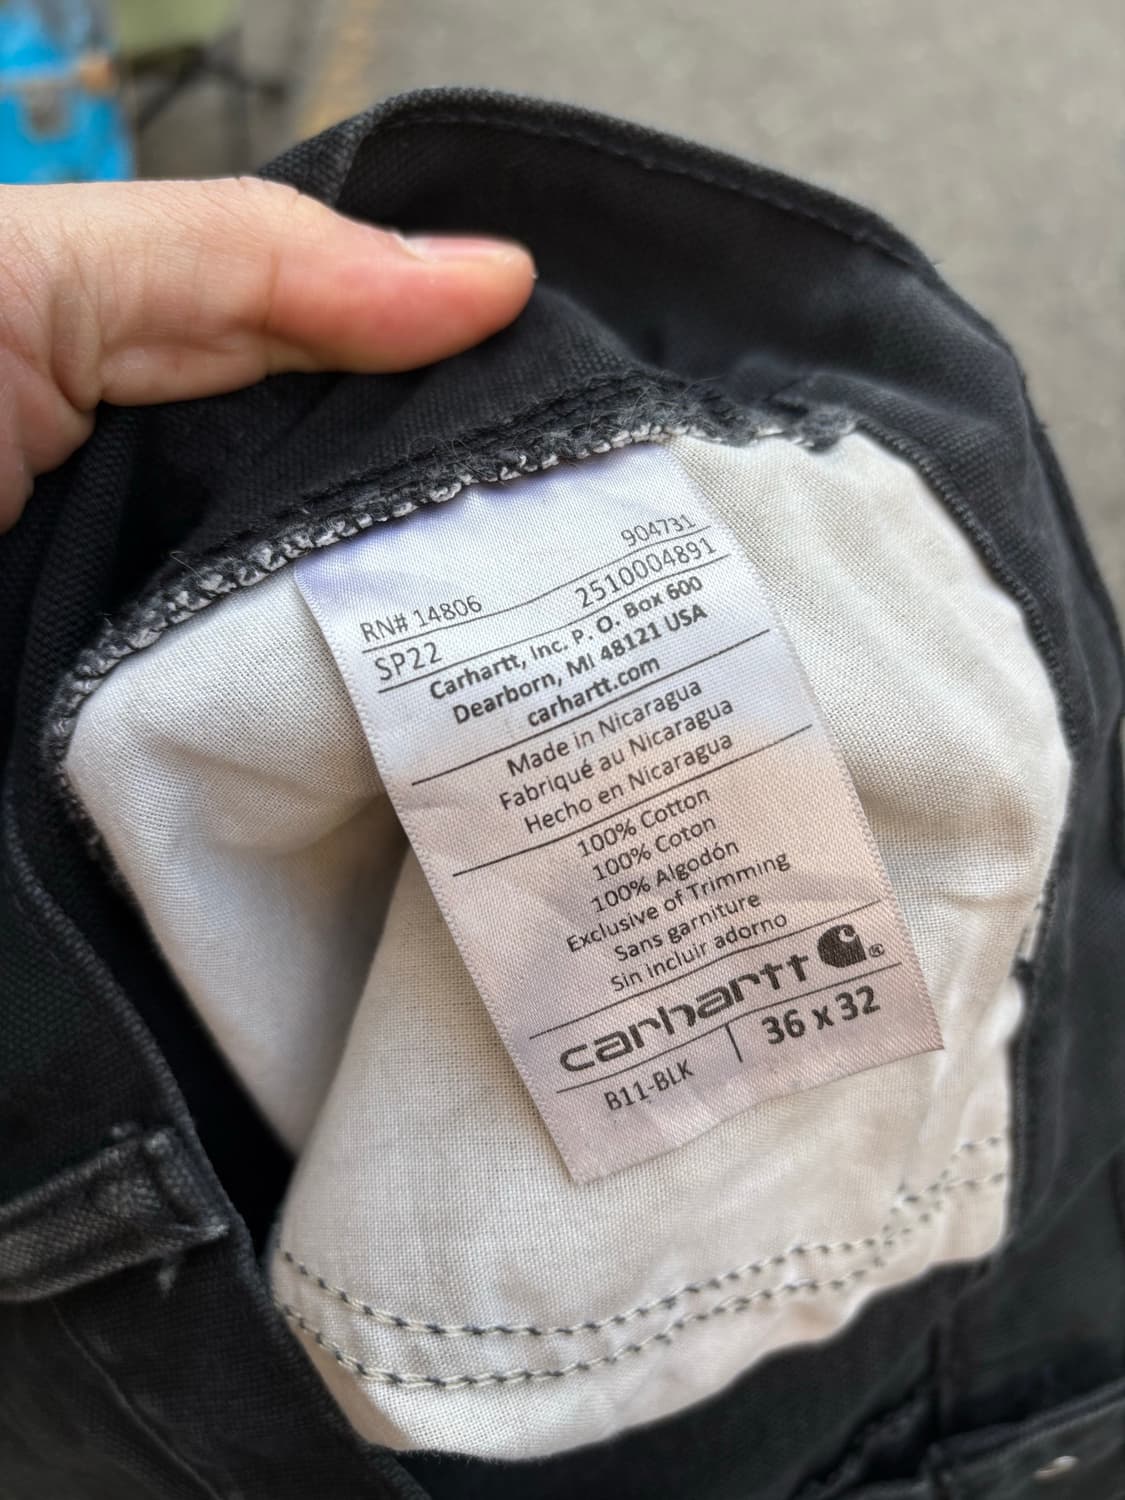 904731
RN# 14806 2510004891
SP22
Carhartt, Inc. P. O. Box 600
Dearborn, MI 48121 USA
carhartt.com
Made in Nicaragua
Fabriqué au Nicaragua
Hecho en Nicaragua
100% Cotton
100% Coton
100% Algodón
Exclusive of Trimming
Sans garniture
Sin incluir adorno
carhartt ®
B11-BLK | 36 x 32